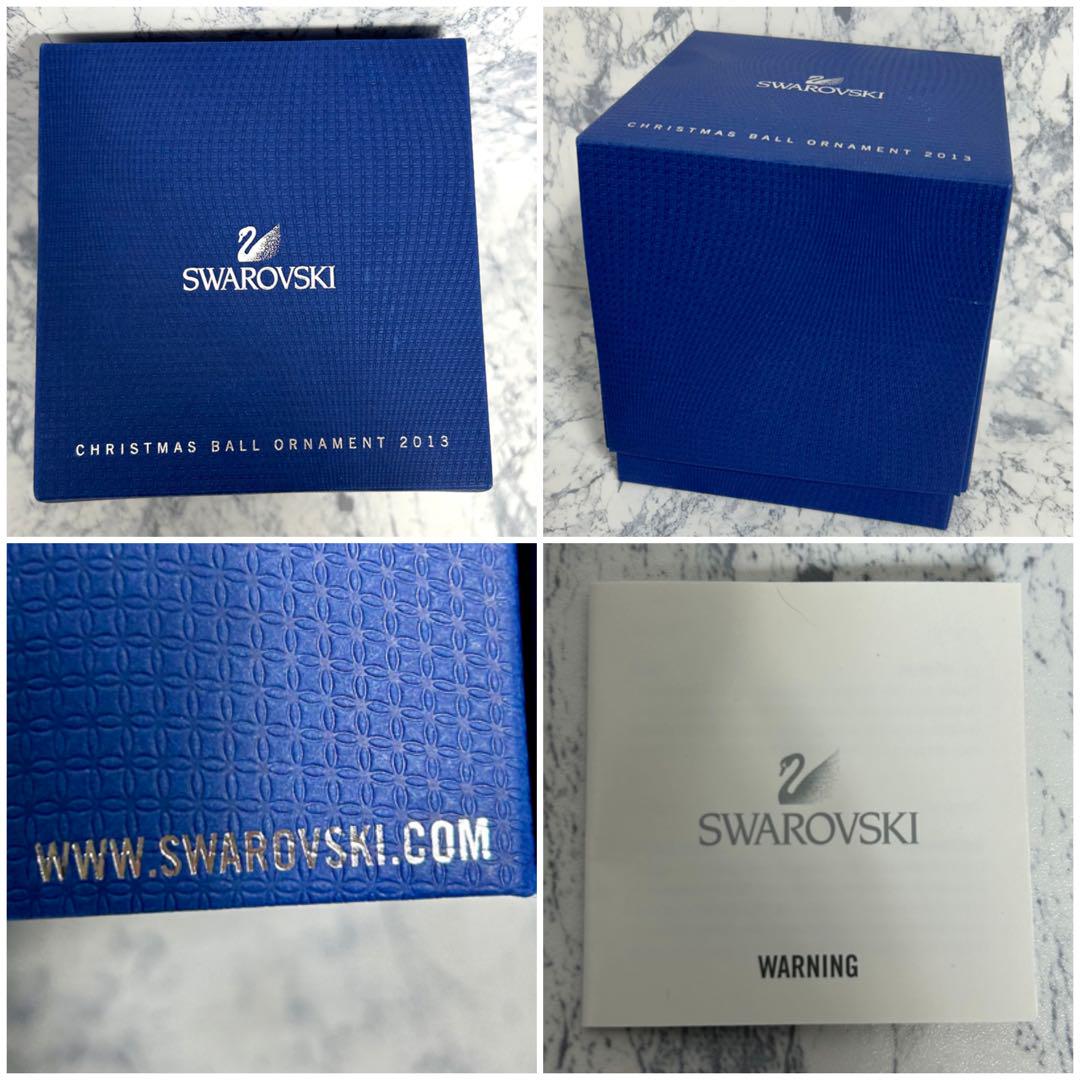 SWAROVSKI
CHRISTMAS BALL ORNAMENT 2013
SWAROVSKI
CHRISTMAS BALL ORNAMENT 2013
WWW.SWAROVSKI.COM
SWAROVSKI
WARNING